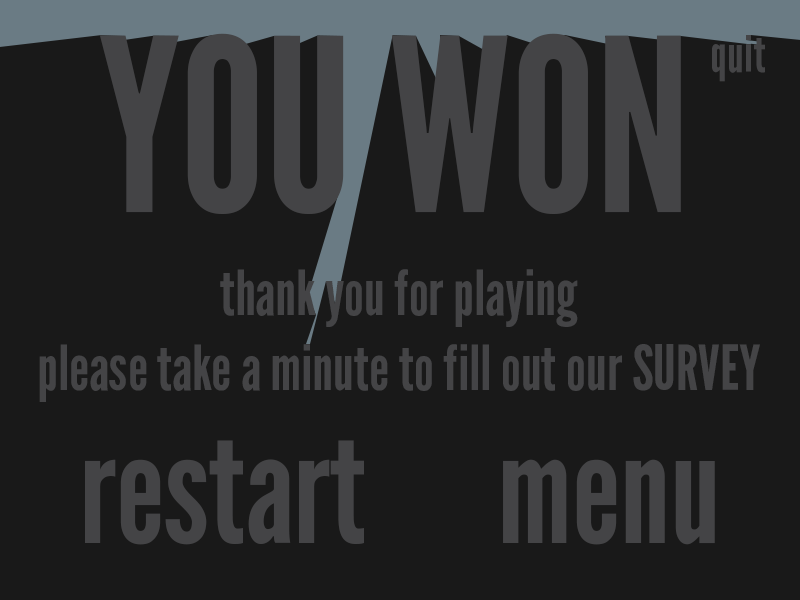 YOU WON
quit
thank you for playing
please take a minute to fill out our SURVEY
restart menu